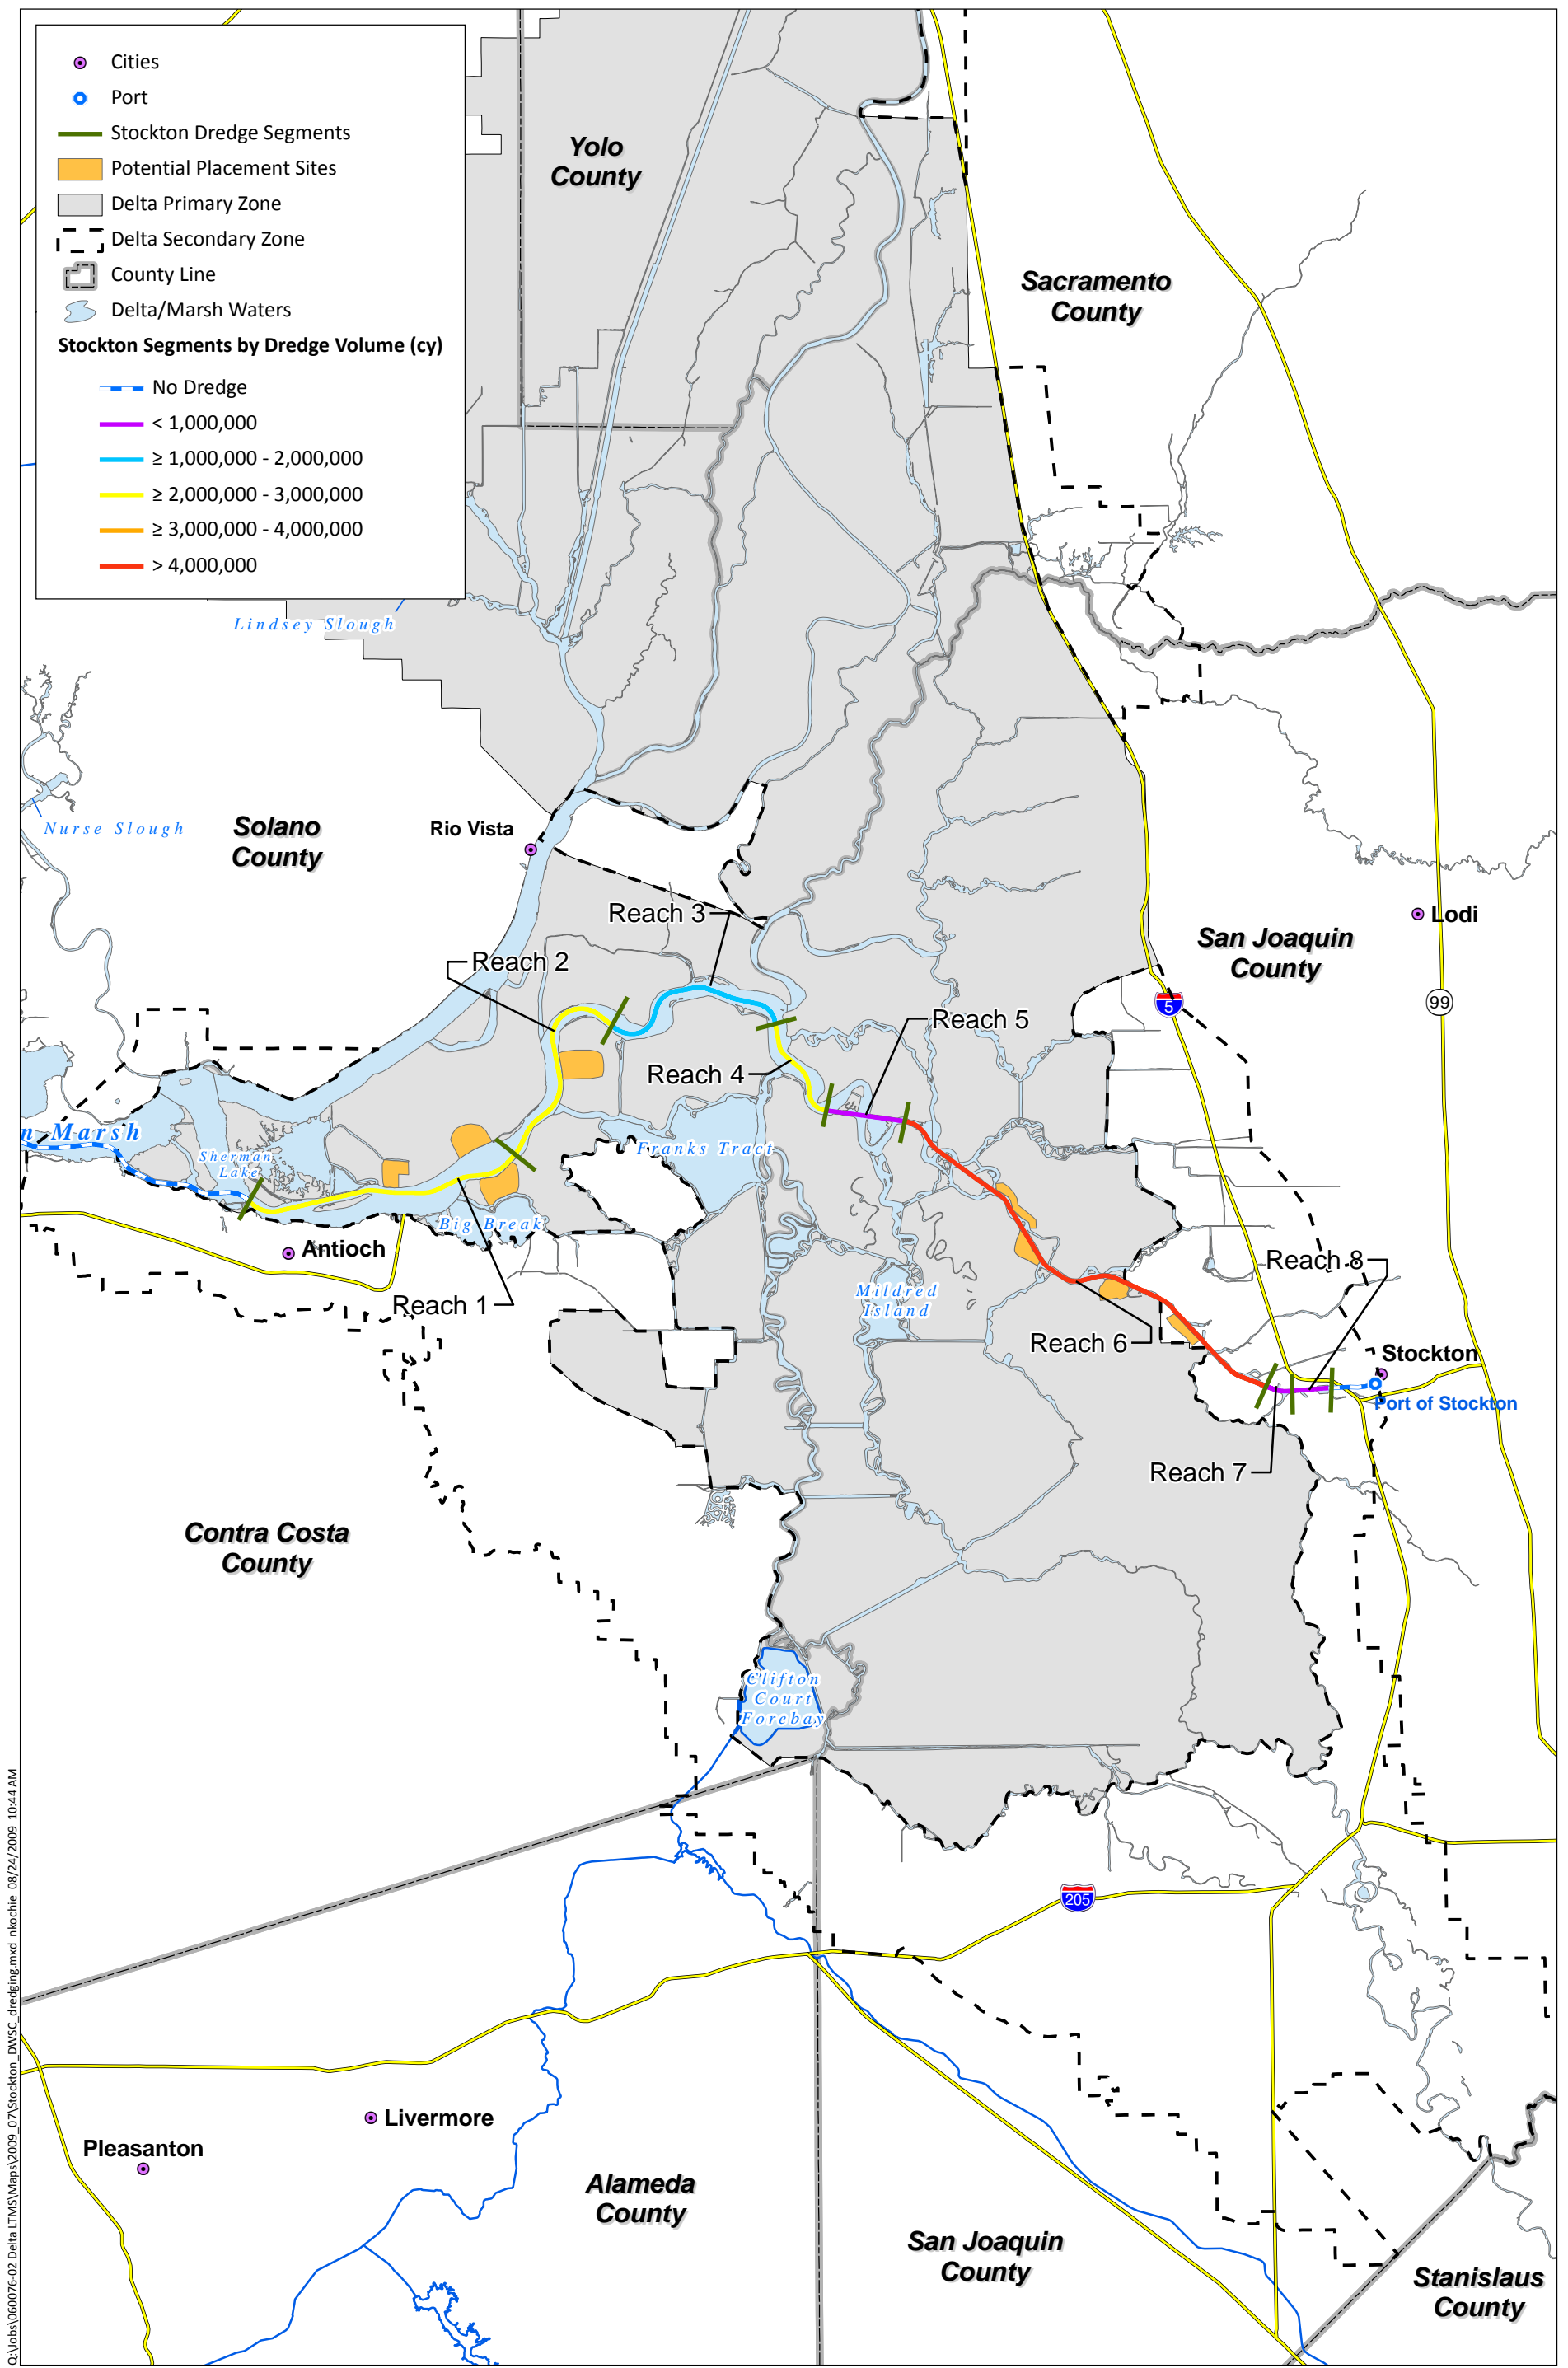 Cities
Port
Stockton Dredge Segments
Potential Placement Sites
Delta Primary Zone
Delta Secondary Zone
County Line
Delta/Marsh Waters
Stockton Segments by Dredge Volume (cy)
No Dredge
< 1,000,000
≥ 1,000,000 - 2,000,000
≥ 2,000,000 - 3,000,000
≥ 3,000,000 - 4,000,000
> 4,000,000
Yolo
County
Sacramento
County
Lindsey Slough
Nurse Slough
Solano
County
Rio Vista
Reach 3
Lodi
San Joaquin
County
Reach 2
5
99
Reach 5
Reach 4
n Marsh
Sherman
Lake
Franks Tract
Big Break
Antioch
Reach 8
Mildred
Island
Reach 1
Reach 6
Stockton
Port of Stockton
Reach 7
Contra Costa
County
Clifton
Court
Forebay
205
Livermore
Pleasanton
Alameda
County
San Joaquin
County
Stanislaus
County
Q:\Jobs\060076-02 Delta LTMS\Maps\2009_07\Stockton_DWSC_dredging.mxd nkochie 08/24/2009 10:44 AM